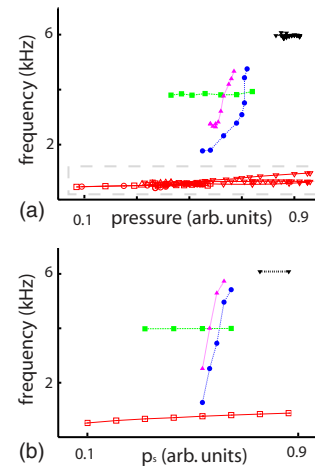 6
frequency (kHz)
2
(a)
0.1
pressure (arb. units)
0.9
6
frequency (kHz)
2
(b)
0.1
pₛ (arb. units)
0.9